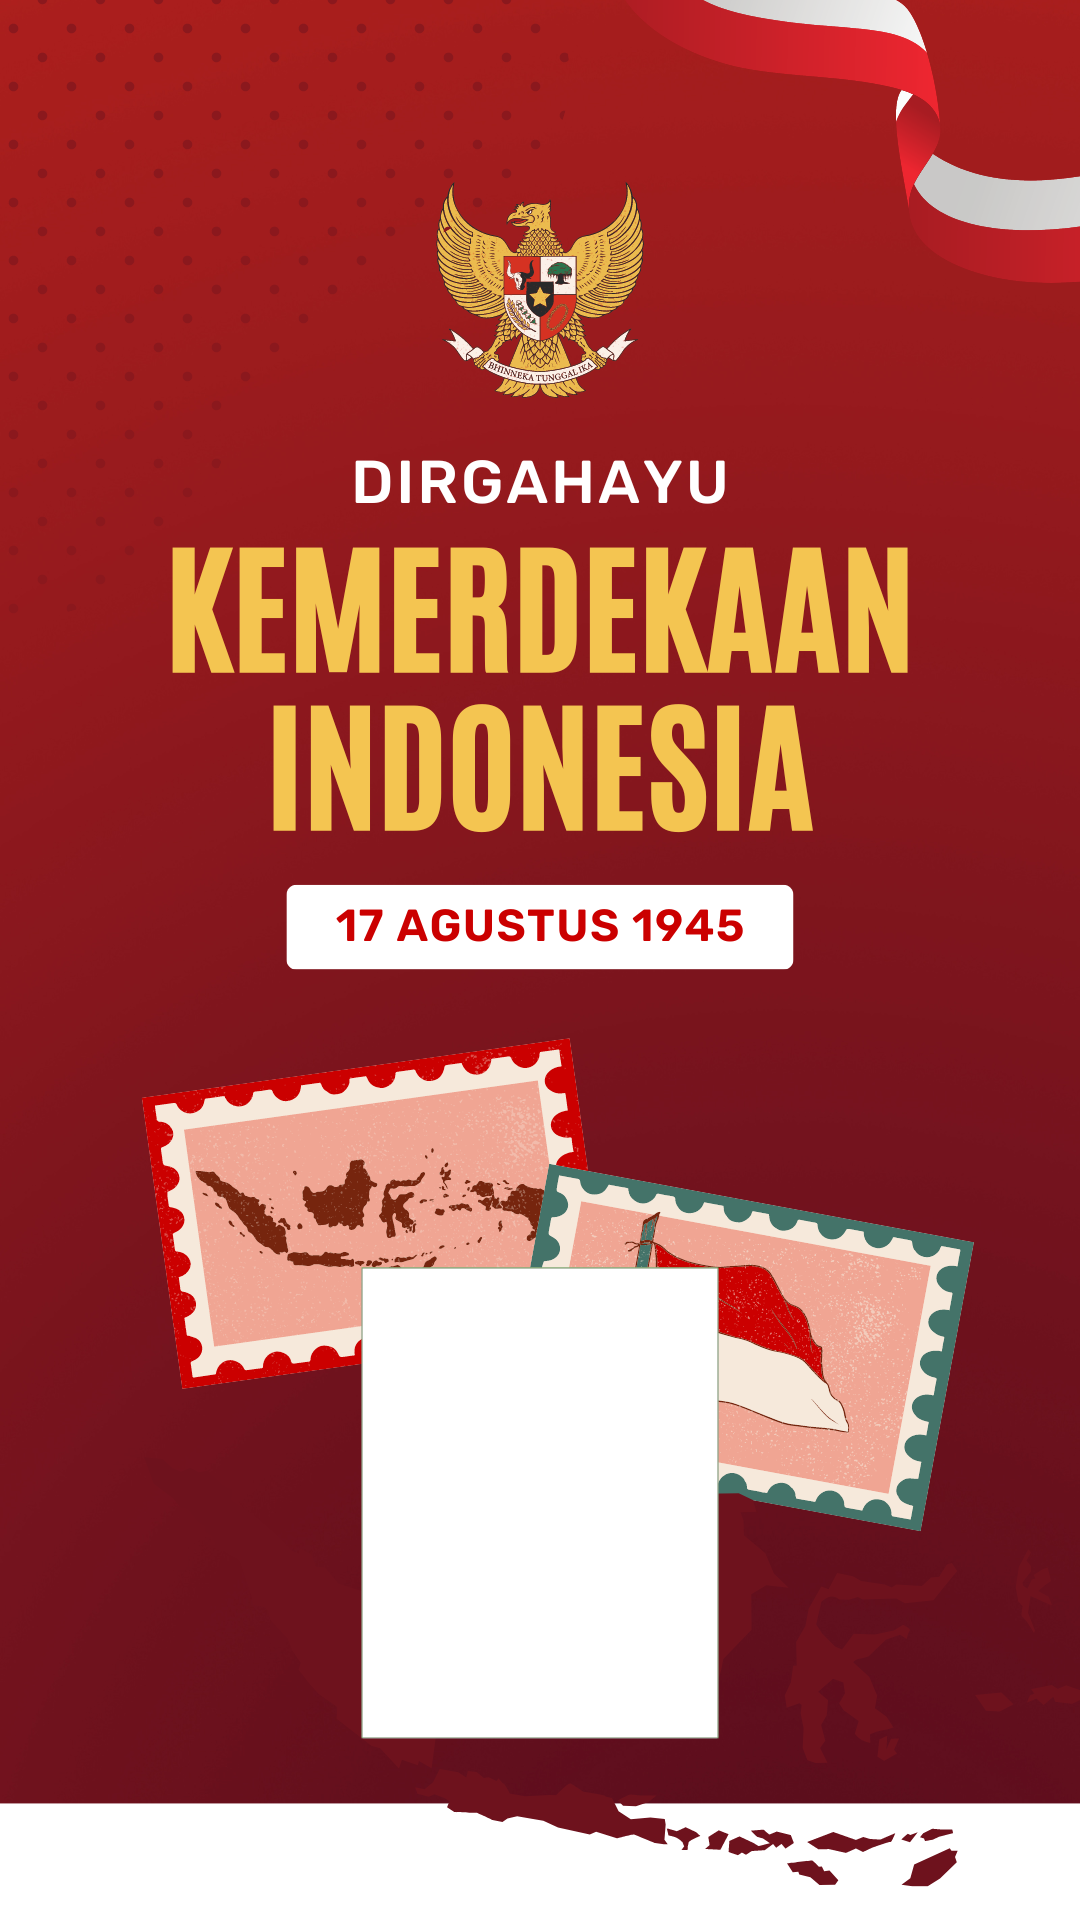 BHINNEKA TUNGGAL IKA
DIRGAHAYU
KEMERDEKAAN
INDONESIA
17 AGUSTUS 1945